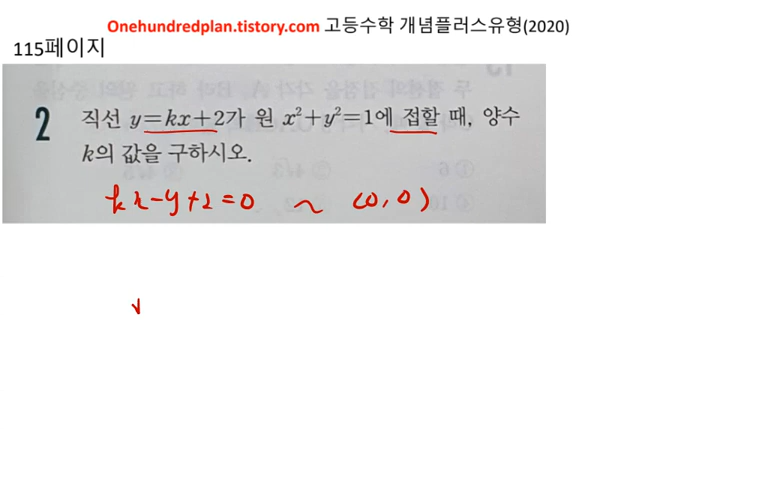 Onehundredplan.tistory.com 고등수학 개념플러스유형(2020)
115페이지
2 직선 y=kx+2가 원 x²+y²=1에 접할 때, 양수
k의 값을 구하시오.
kx-y+2=0 ~ (0,0)